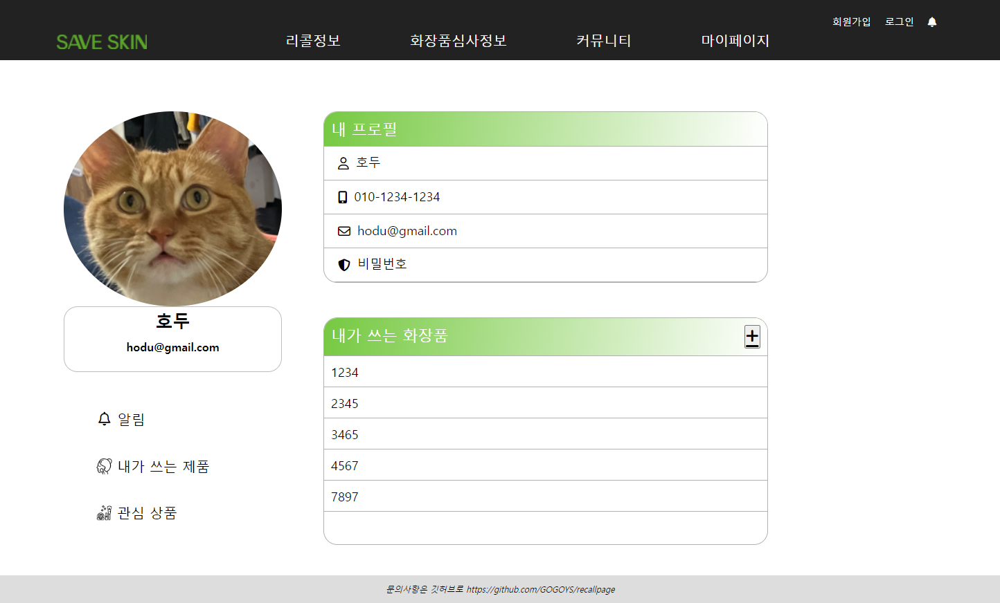 회원가입 로그인
SAVE SKIN 리콜정보 화장품심사정보 커뮤니티 마이페이지
호두
hodu@gmail.com
알림
내가 쓰는 제품
관심 상품
내 프로필
호두
010-1234-1234
hodu@gmail.com
비밀번호
내가 쓰는 화장품
1234
2345
3465
4567
7897
문의사항은 깃허브로 https://github.com/GOGOYS/recallpage